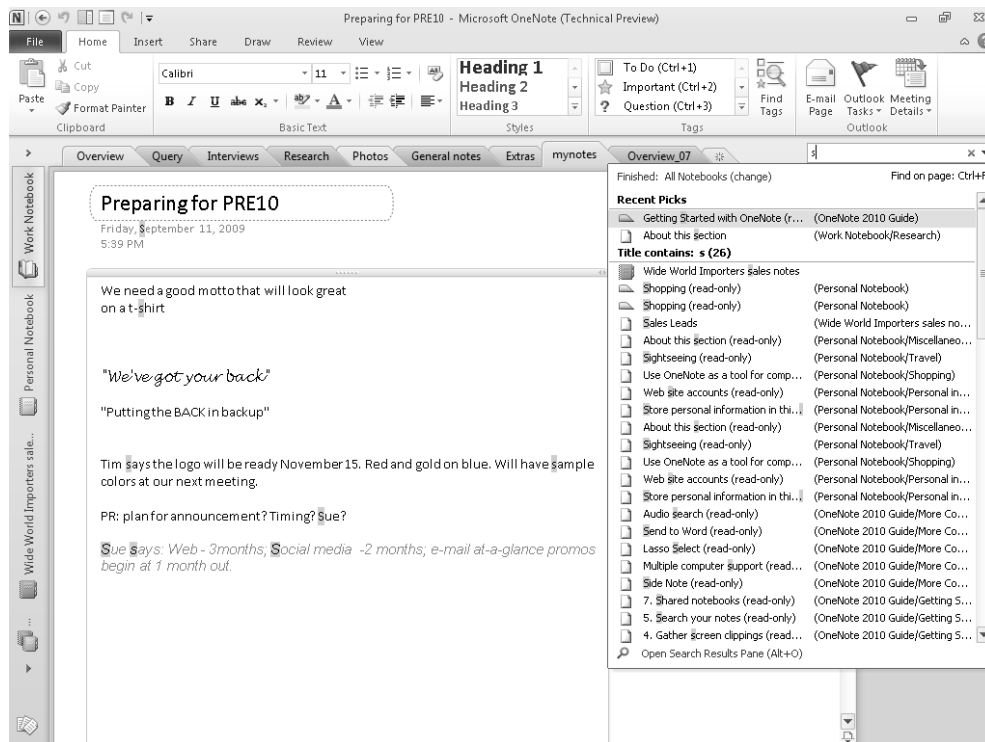 Preparing for PRE10 - Microsoft OneNote (Technical Preview)
File Home Insert Share Draw Review View
Paste
Cut
Copy
Format Painter
Clipboard
Calibri 11
B I U abc x₂ ab A
Basic Text
Heading 1
Heading 2
Heading 3
Styles
To Do (Ctrl+1)
Important (Ctrl+2)
? Question (Ctrl+3)
Find
Tags
Tags
E-mail
Page
Outlook
Tasks
Meeting
Details
Outlook
Overview Query Interviews Research Photos General notes Extras mynotes Overview_07
s
Work Notebook
Personal Notebook
Wide World Importers sale...
Preparing for PRE10
Friday, September 11, 2009
5:39 PM
We need a good motto that will look great
on a t-shirt
"We've got your back"
"Putting the BACK in backup"
Tim says the logo will be ready November 15. Red and gold on blue. Will have sample
colors at our next meeting.
PR: plan for announcement? Timing? Sue?
Sue says: Web - 3months; Social media -2 months; e-mail at-a-glance promos
begin at 1 month out.
Finished: All Notebooks (change) Find on page: Ctrl+F
Recent Picks
Getting Started with OneNote (r... (OneNote 2010 Guide)
About this section (Work Notebook/Research)
Title contains: s (26)
Wide World Importers sales notes
Shopping (read-only) (Personal Notebook)
Shopping (read-only) (Personal Notebook)
Sales Leads (Wide World Importers sales no...
About this section (read-only) (Personal Notebook/Miscellaneo...
Sightseeing (read-only) (Personal Notebook/Travel)
Use OneNote as a tool for comp... (Personal Notebook/Shopping)
Web site accounts (read-only) (Personal Notebook/Personal in...
Store personal information in thi... (Personal Notebook/Personal in...
About this section (read-only) (Personal Notebook/Miscellaneo...
Sightseeing (read-only) (Personal Notebook/Travel)
Use OneNote as a tool for comp... (Personal Notebook/Shopping)
Web site accounts (read-only) (Personal Notebook/Personal in...
Store personal information in thi... (Personal Notebook/Personal in...
Audio search (read-only) (OneNote 2010 Guide/More Co...
Send to Word (read-only) (OneNote 2010 Guide/More Co...
Lasso Select (read-only) (OneNote 2010 Guide/More Co...
Multiple computer support (read... (OneNote 2010 Guide/More Co...
Side Note (read-only) (OneNote 2010 Guide/More Co...
7. Shared notebooks (read-only) (OneNote 2010 Guide/Getting S...
5. Search your notes (read-only) (OneNote 2010 Guide/Getting S...
4. Gather screen clippings (read... (OneNote 2010 Guide/Getting S...
Open Search Results Pane (Alt+O)